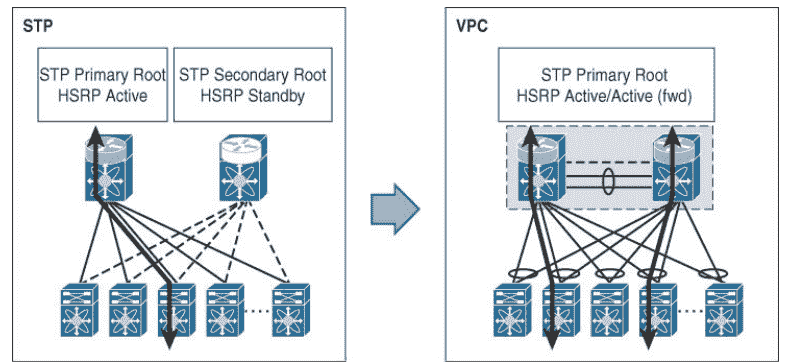 STP
STP Primary Root
HSRP Active
STP Secondary Root
HSRP Standby
VPC
STP Primary Root
HSRP Active/Active (fwd)